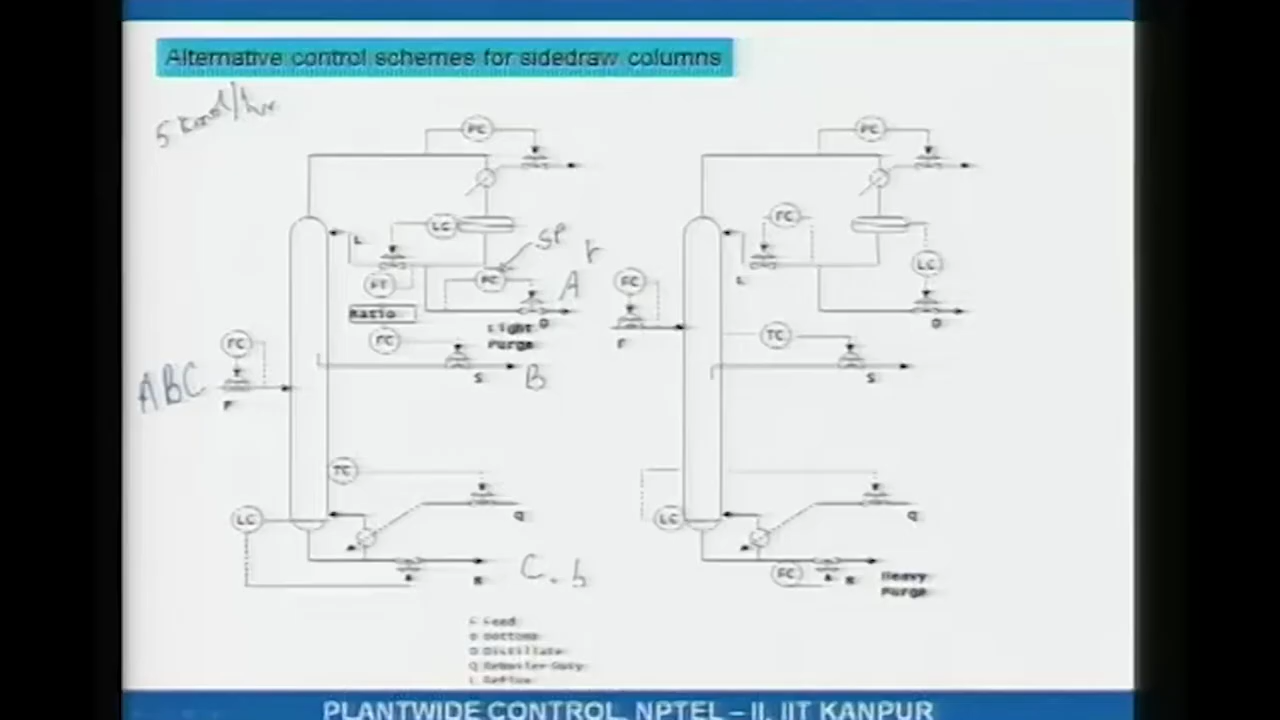 Alternative control schemes for sidedraw columns
5 kmol/hr
PC
PC
LC
FC
L
SP
LC
FT
FC
A
L
FC
Ratio
Light
Purge
D
F
D
FC
FC
TC
S
B
S
ABC
F
TC
LC
Q
LC
Q
B
C
FC
B
Heavy
Purge
F Feed
B Bottoms
D Distillate
Q Reboiler Duty
L Reflux
PLANTWIDE CONTROL, NPTEL – II, IIT KANPUR